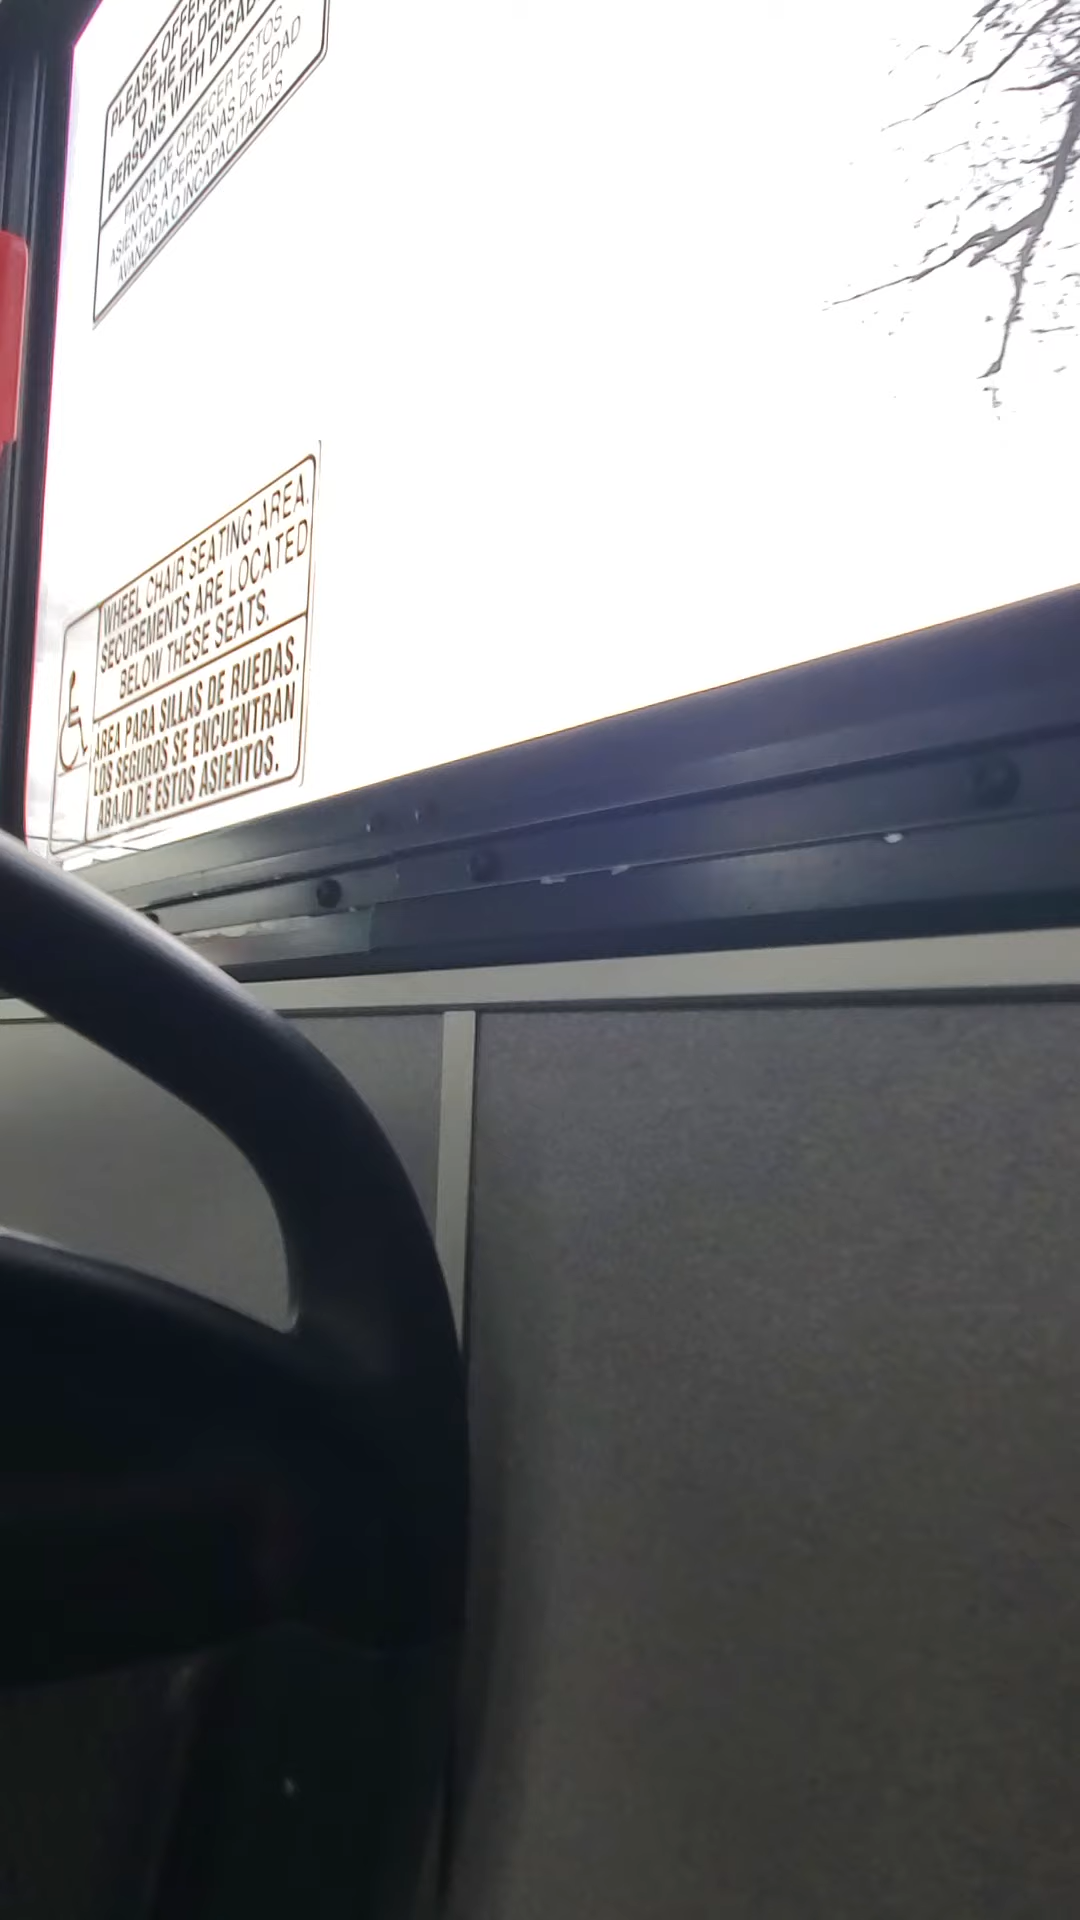 PLEASE OFFER
TO THE ELDER
PERSONS WITH
FAVOR DE OFRECER ESTOS
ASIENTOS A PERSONAS DE EDAD
AVANZADA O INCAPACITADAS
WHEEL CHAIR SEATING AREA.
SECUREMENTS ARE LOCATED
BELOW THESE SEATS.
AREA PARA SILLAS DE RUEDAS.
LOS SEGUROS SE ENCUENTRAN
ABAJO DE ESTOS ASIENTOS.